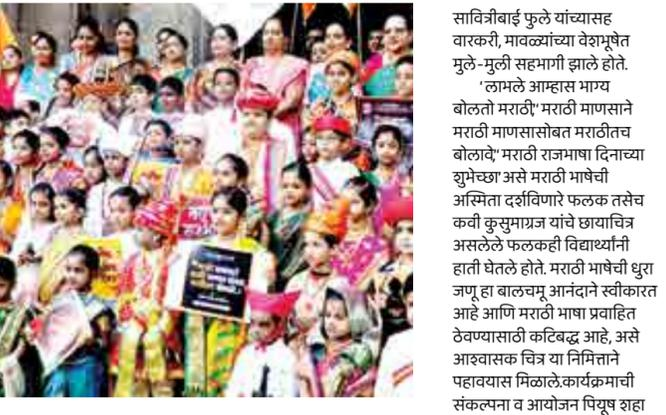 सावित्रीबाई फुले यांच्यासह
वारकरी, मावळ्यांच्या वेशभूषेत
मुले-मुली सहभागी झाले होते.
‘लाभले आम्हास भाग्य
बोलतो मराठी,’‘मराठी माणसाने
मराठी माणसासोबत मराठीतच
बोलावे,’‘मराठी राजभाषा दिनाच्या
शुभेच्छा’ असे मराठी भाषेची
अस्मिता दर्शविणारे फलक तसेच
कवी कुसुमाग्रज यांचे छायाचित्र
असलेले फलकही विद्यार्थ्यांनी
हाती घेतले होते. मराठी भाषेची धुरा
जणू हा बालचमू आनंदाने स्वीकारत
आहे आणि मराठी भाषा प्रवाहित
ठेवण्यासाठी कटिबद्ध आहे, असे
आश्वासक चित्र या निमित्ताने
पहावयास मिळाले.कार्यक्रमाची
संकल्पना व आयोजन पियूष शहा